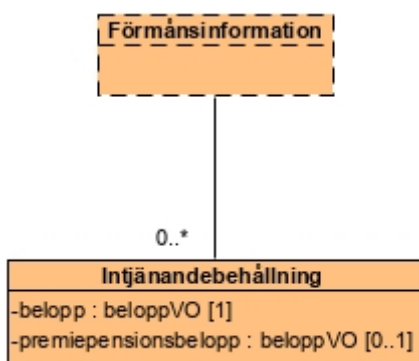 Förmånsinformation
0..*
Intjänandebehållning
-belopp : beloppVO [1]
-premiepensionsbelopp : beloppVO [0..1]